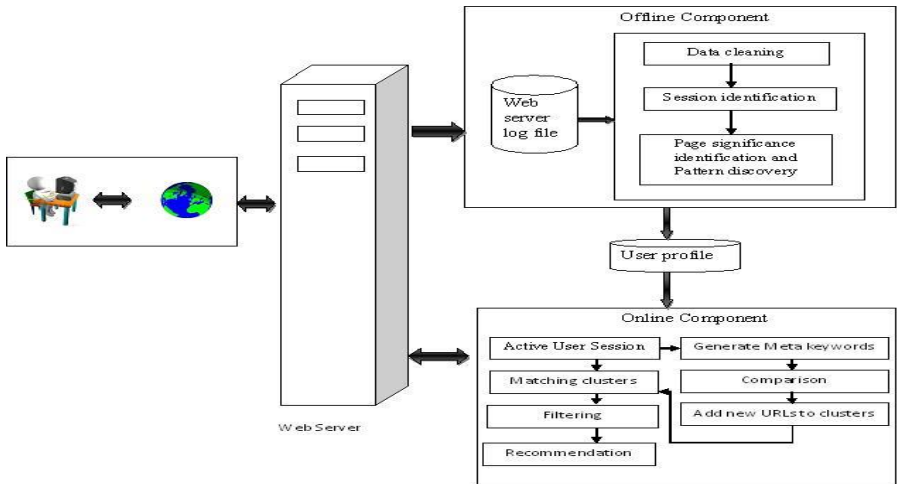 Offline Component
Data cleaning
Session identification
Page significance
identification and
Pattern discovery
Web
server
log file
User profile
Online Component
Active User Session
Generate Meta keywords
Matching clusters
Comparison
Filtering
Add new URLs to clusters
Recommendation
Web Server